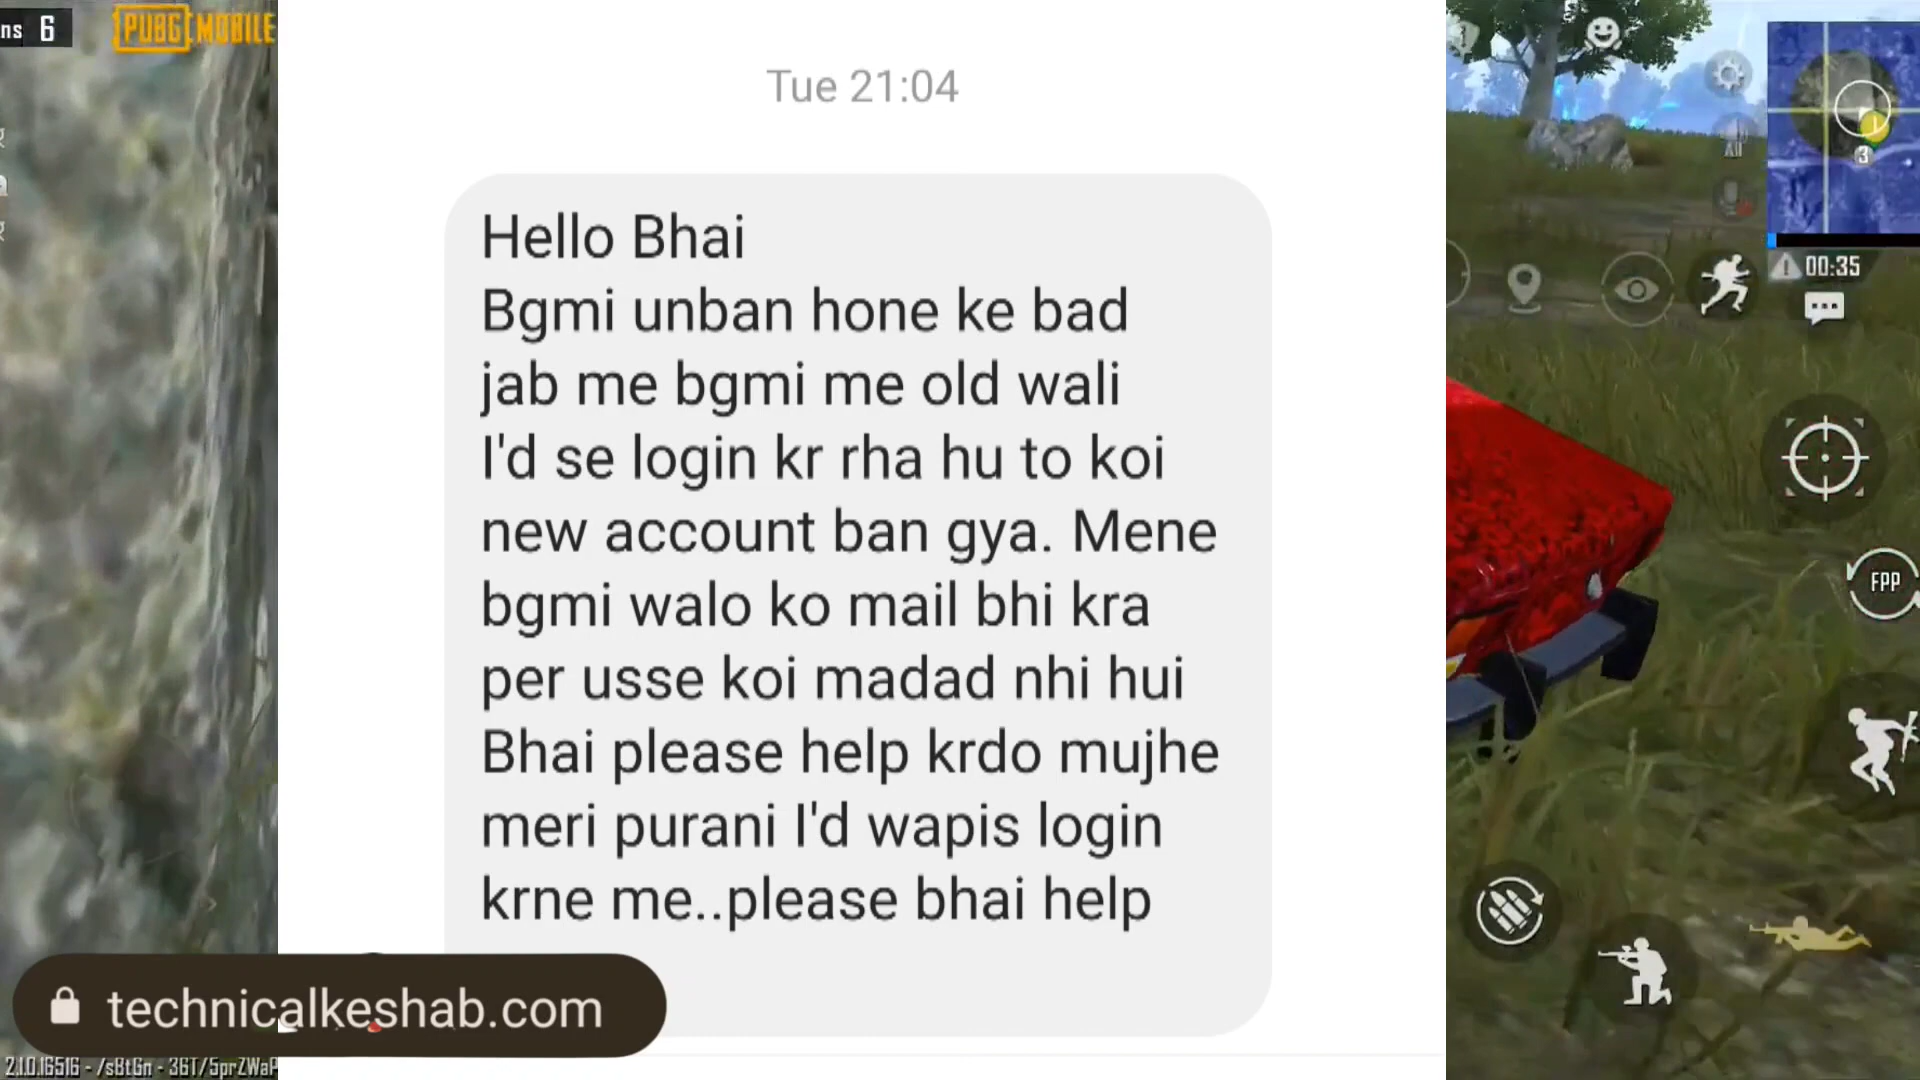 ns 6
PUBG MOBILE
Tue 21:04
Hello Bhai
Bgmi unban hone ke bad
jab me bgmi me old wali
I'd se login kr rha hu to koi
new account ban gya. Mene
bgmi walo ko mail bhi kra
per usse koi madad nhi hui
Bhai please help krdo mujhe
meri purani I'd wapis login
krne me..please bhai help
technicalkeshab.com
All
3
00:35
FPP